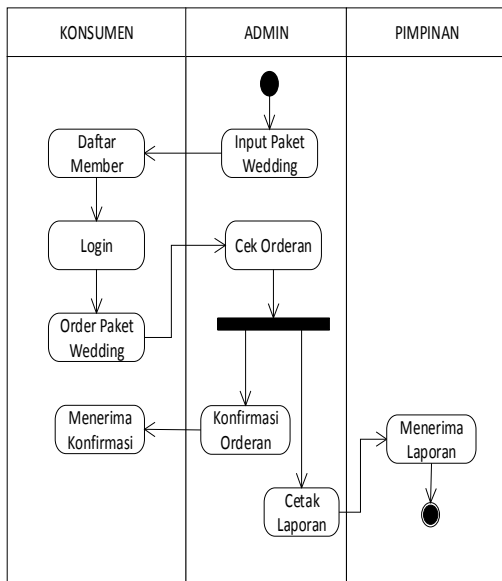 KONSUMEN
ADMIN
PIMPINAN
Daftar
Member
Input Paket
Wedding
Login
Cek Orderan
Order Paket
Wedding
Menerima
Konfirmasi
Konfirmasi
Orderan
Menerima
Laporan
Cetak
Laporan